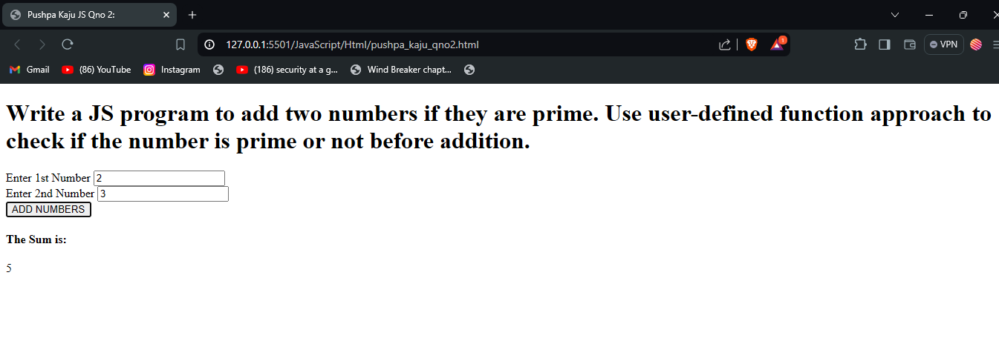 Pushpa Kaju JS Qno 2:
127.0.0.1:5501/JavaScript/Html/pushpa_kaju_qno2.html
1
VPN
Gmail (86) YouTube Instagram (186) security at a g... Wind Breaker chapt...
Write a JS program to add two numbers if they are prime. Use user-defined function approach to
check if the number is prime or not before addition.
Enter 1st Number 2
Enter 2nd Number 3
ADD NUMBERS
The Sum is:
5